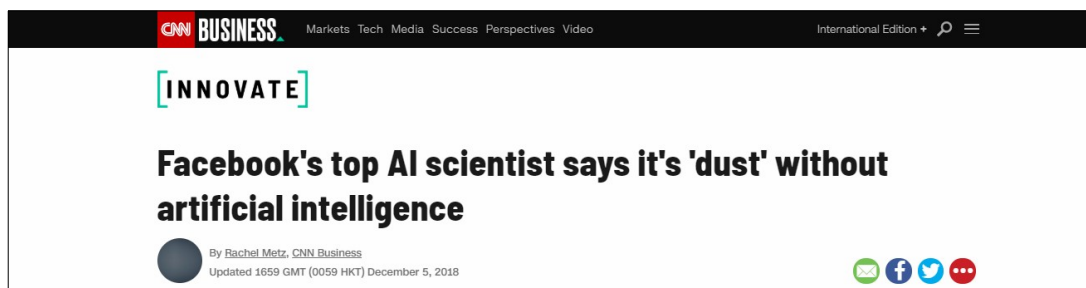 CNN BUSINESS Markets Tech Media Success Perspectives Video International Edition +
INNOVATE
Facebook's top AI scientist says it's 'dust' without
artificial intelligence
By Rachel Metz, CNN Business
Updated 1659 GMT (0059 HKT) December 5, 2018